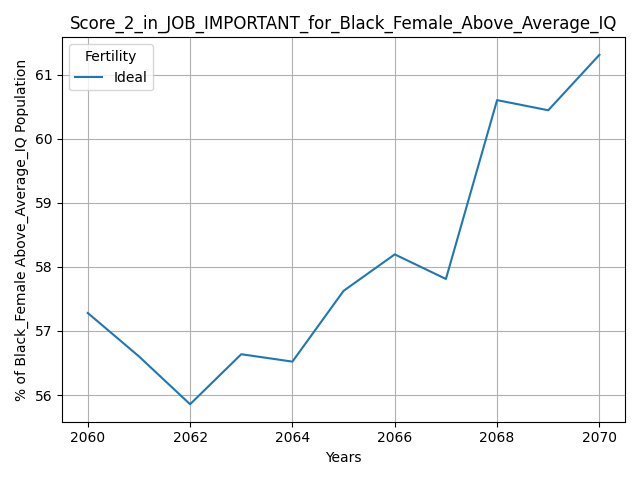 Score_2_in_JOB_IMPORTANT_for_Black_Female_Above_Average_IQ
Fertility
Ideal
% of Black_Female Above_Average_IQ Population
61
60
59
58
57
56
2060
2062
2064
2066
2068
2070
Years